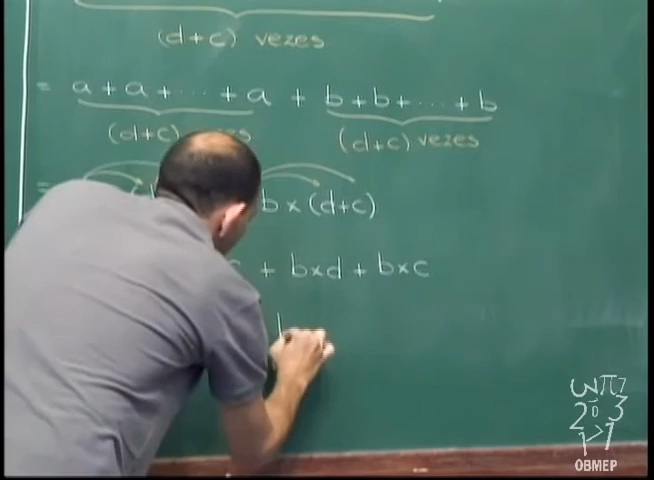 (d+c) vezes
= a + a + ... + a + b + b + ... + b
(d+c) vezes (d+c) vezes
= b × (d+c)
+ b×d + b×c
OBMEP